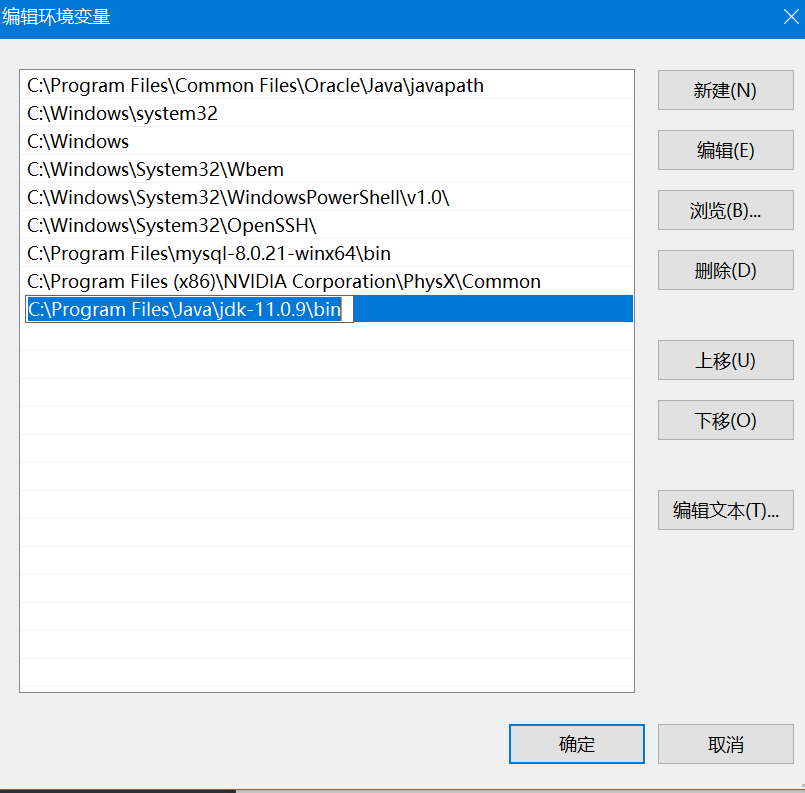 编辑环境变量
C:\Program Files\Common Files\Oracle\Java\javapath
新建(N)
C:\Windows\system32
C:\Windows
编辑(E)
C:\Windows\System32\Wbem
C:\Windows\System32\WindowsPowerShell\v1.0\
浏览(B)...
C:\Windows\System32\OpenSSH\
C:\Program Files\mysql-8.0.21-winx64\bin
删除(D)
C:\Program Files (x86)\NVIDIA Corporation\PhysX\Common
C:\Program Files\Java\jdk-11.0.9\bin
上移(U)
下移(O)
编辑文本(T)...
确定
取消